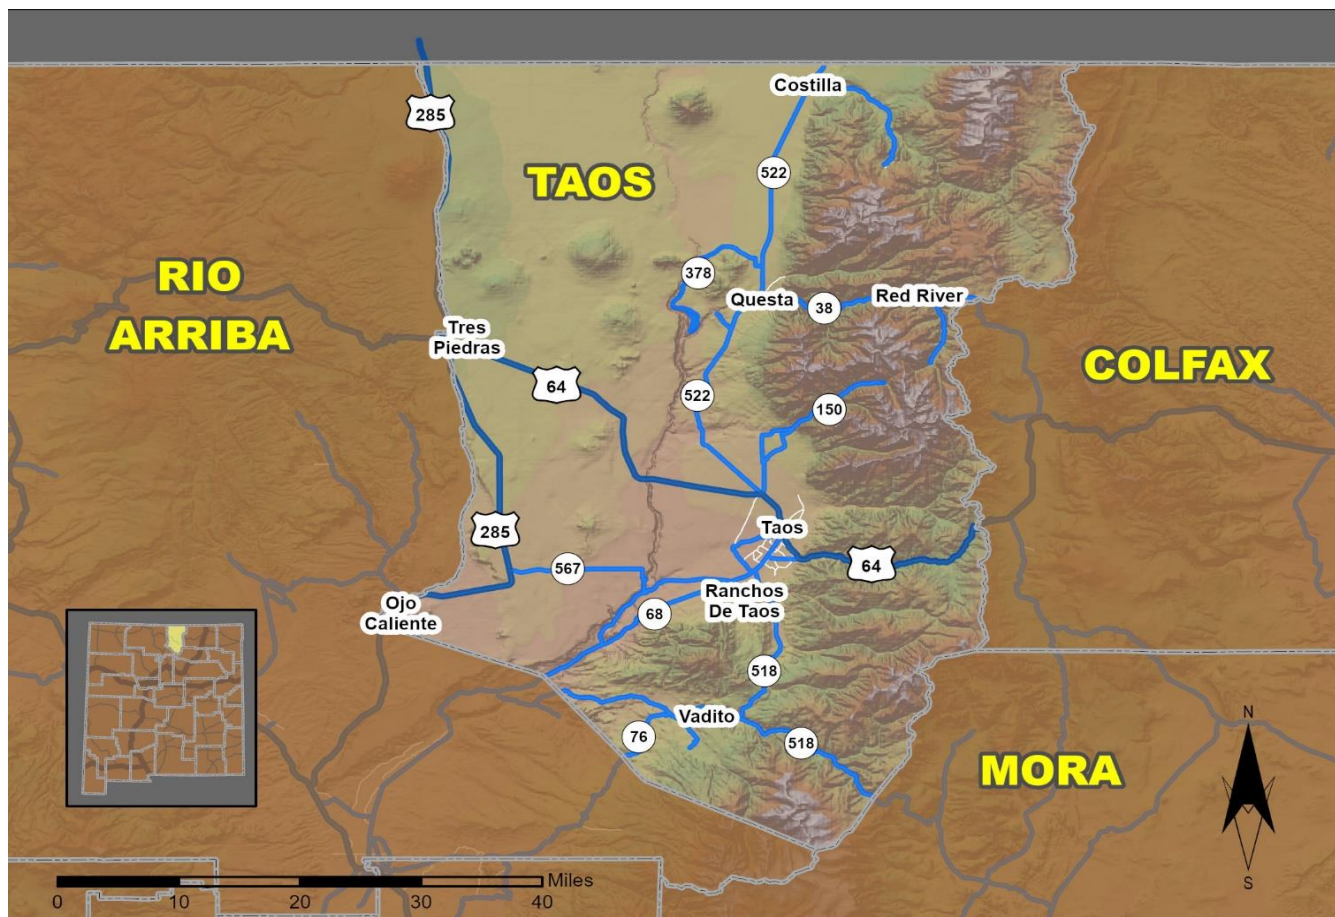 Costilla
285
TAOS
522
RIO
ARRIBA
378
Questa
38
Red River
Tres
Piedras
64
COLFAX
522
150
285
Taos
567
64
Ranchos
De Taos
Ojo
Caliente
68
518
Vadito
76
518
MORA
N
S
Miles
0
10
20
30
40